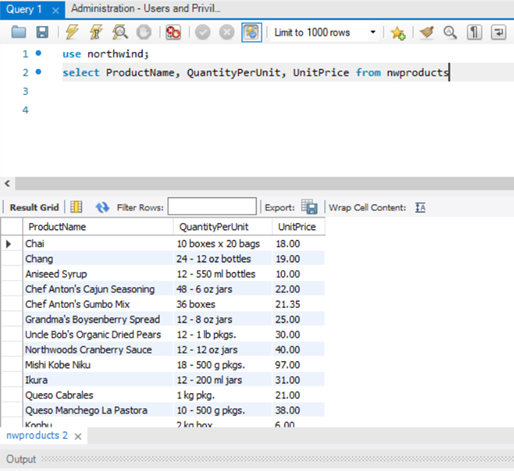 Query 1 × Administration - Users and Privil...
Limit to 1000 rows
1 use northwind;
2 select ProductName, QuantityPerUnit, UnitPrice from nwproducts
3
4
Result Grid Filter Rows: Export: Wrap Cell Content:
ProductName QuantityPerUnit UnitPrice
Chai 10 boxes x 20 bags 18.00
Chang 24 - 12 oz bottles 19.00
Aniseed Syrup 12 - 550 ml bottles 10.00
Chef Anton's Cajun Seasoning 48 - 6 oz jars 22.00
Chef Anton's Gumbo Mix 36 boxes 21.35
Grandma's Boysenberry Spread 12 - 8 oz jars 25.00
Uncle Bob's Organic Dried Pears 12 - 1 lb pkgs. 30.00
Northwoods Cranberry Sauce 12 - 12 oz jars 40.00
Mishi Kobe Niku 18 - 500 g pkgs. 97.00
Ikura 12 - 200 ml jars 31.00
Queso Cabrales 1 kg pkg. 21.00
Queso Manchego La Pastora 10 - 500 g pkgs. 38.00
Konbu 2 kg box 6.00
nwproducts 2 ×
Output